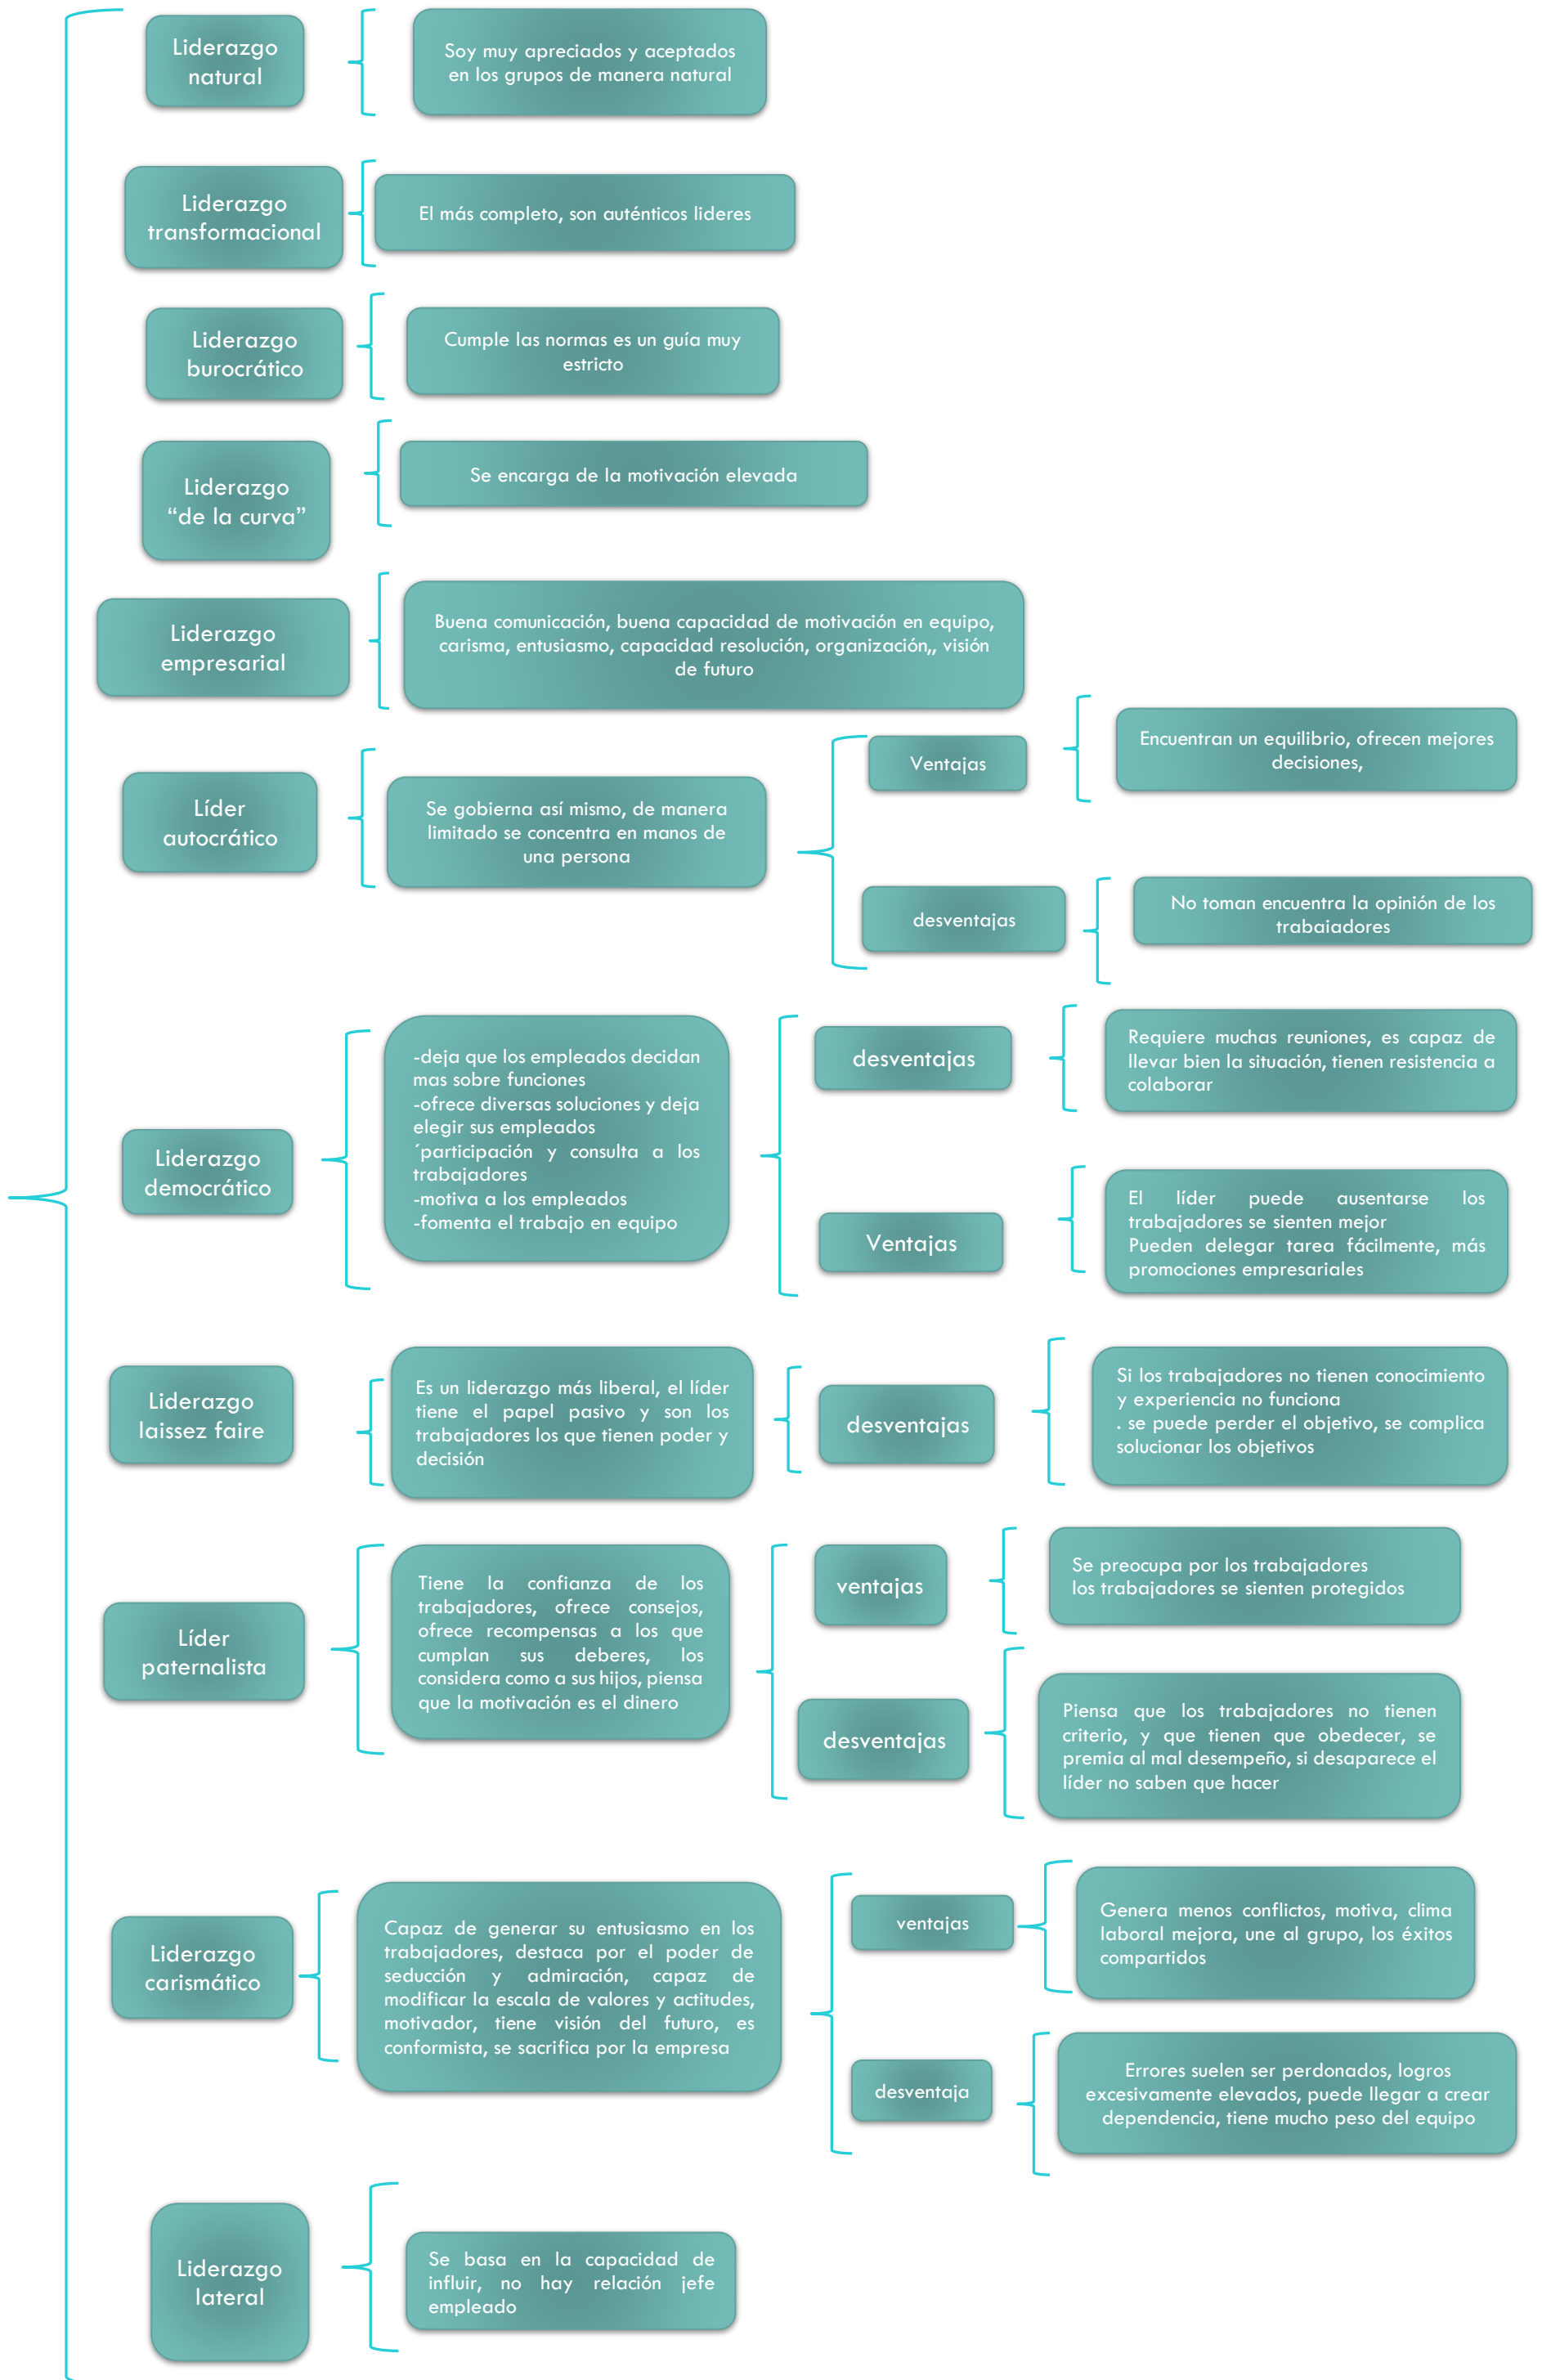 Liderazgo
natural
Soy muy apreciados y aceptados
en los grupos de manera natural
Liderazgo
transformacional
El más completo, son auténticos lideres
Liderazgo
burocrático
Cumple las normas es un guía muy
estricto
Liderazgo
“de la curva”
Se encarga de la motivación elevada
Liderazgo
empresarial
Buena comunicación, buena capacidad de motivación en equipo,
carisma, entusiasmo, capacidad resolución, organización,, visión
de futuro
Líder
autocrático
Se gobierna así mismo, de manera
limitado se concentra en manos de
una persona
Ventajas
Encuentran un equilibrio, ofrecen mejores
decisiones,
desventajas
No toman encuentra la opinión de los
trabajadores
Liderazgo
democrático
-deja que los empleados decidan
mas sobre funciones
-ofrece diversas soluciones y deja
elegir sus empleados
´participación y consulta a los
trabajadores
-motiva a los empleados
-fomenta el trabajo en equipo
desventajas
Requiere muchas reuniones, es capaz de
llevar bien la situación, tienen resistencia a
colaborar
Ventajas
El líder puede ausentarse los
trabajadores se sienten mejor
Pueden delegar tarea fácilmente, más
promociones empresariales
Liderazgo
laissez faire
Es un liderazgo más liberal, el líder
tiene el papel pasivo y son los
trabajadores los que tienen poder y
decisión
desventajas
Si los trabajadores no tienen conocimiento
y experiencia no funciona
. se puede perder el objetivo, se complica
solucionar los objetivos
Líder
paternalista
Tiene la confianza de los
trabajadores, ofrece consejos,
ofrece recompensas a los que
cumplan sus deberes, los
considera como a sus hijos, piensa
que la motivación es el dinero
ventajas
Se preocupa por los trabajadores
los trabajadores se sienten protegidos
desventajas
Piensa que los trabajadores no tienen
criterio, y que tienen que obedecer, se
premia al mal desempeño, si desaparece el
líder no saben que hacer
Liderazgo
carismático
Capaz de generar su entusiasmo en los
trabajadores, destaca por el poder de
seducción y admiración, capaz de
modificar la escala de valores y actitudes,
motivador, tiene visión del futuro, es
conformista, se sacrifica por la empresa
ventajas
Genera menos conflictos, motiva, clima
laboral mejora, une al grupo, los éxitos
compartidos
desventaja
Errores suelen ser perdonados, logros
excesivamente elevados, puede llegar a crear
dependencia, tiene mucho peso del equipo
Liderazgo
lateral
Se basa en la capacidad de
influir, no hay relación jefe
empleado